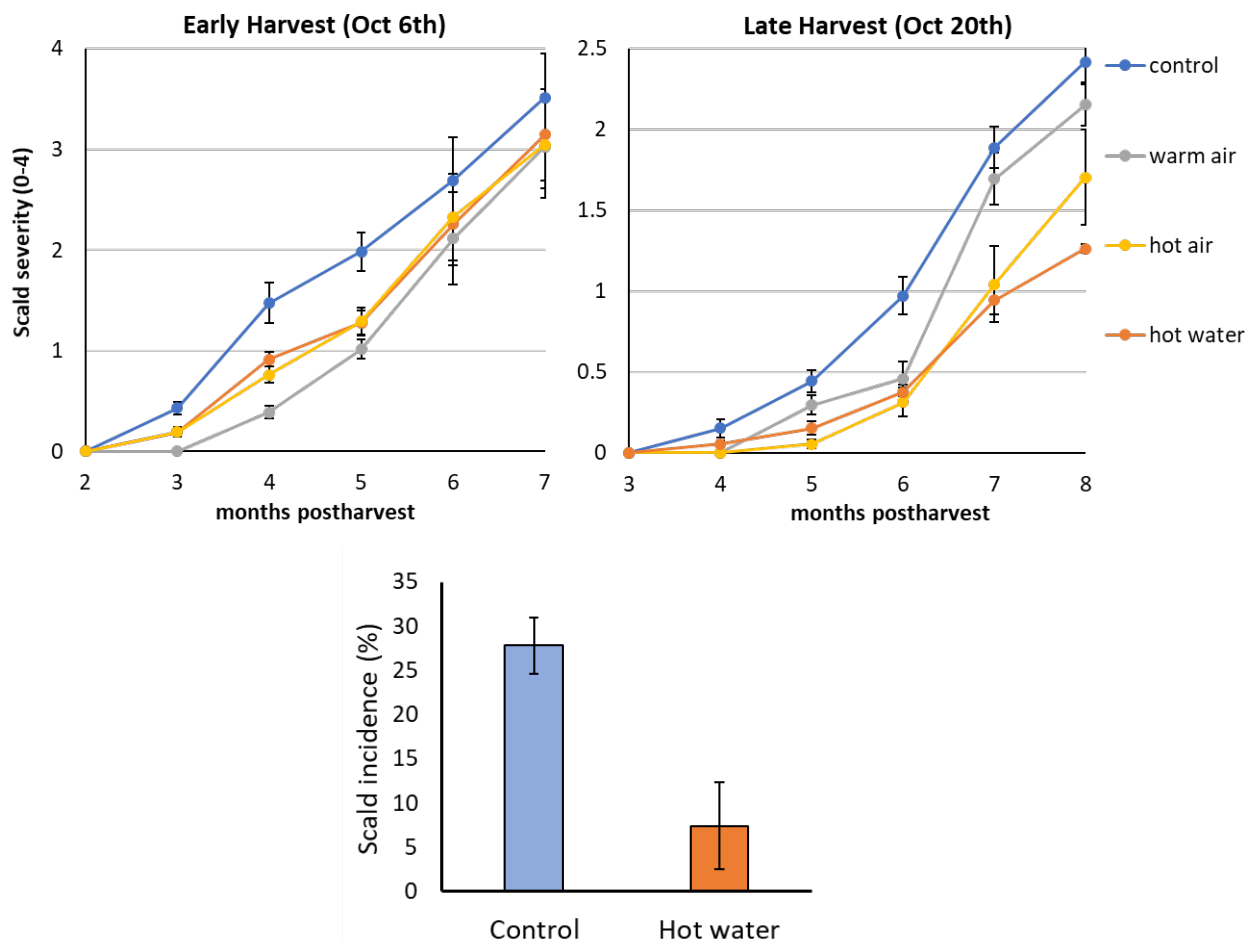 Early Harvest (Oct 6th)
Scald severity (0-4)
4
3
2
1
0
2 3 4 5 6 7
months postharvest
Late Harvest (Oct 20th)
2.5
2
1.5
1
0.5
0
3 4 5 6 7 8
months postharvest
control
warm air
hot air
hot water
Scald incidence (%)
35
30
25
20
15
10
5
0
Control Hot water